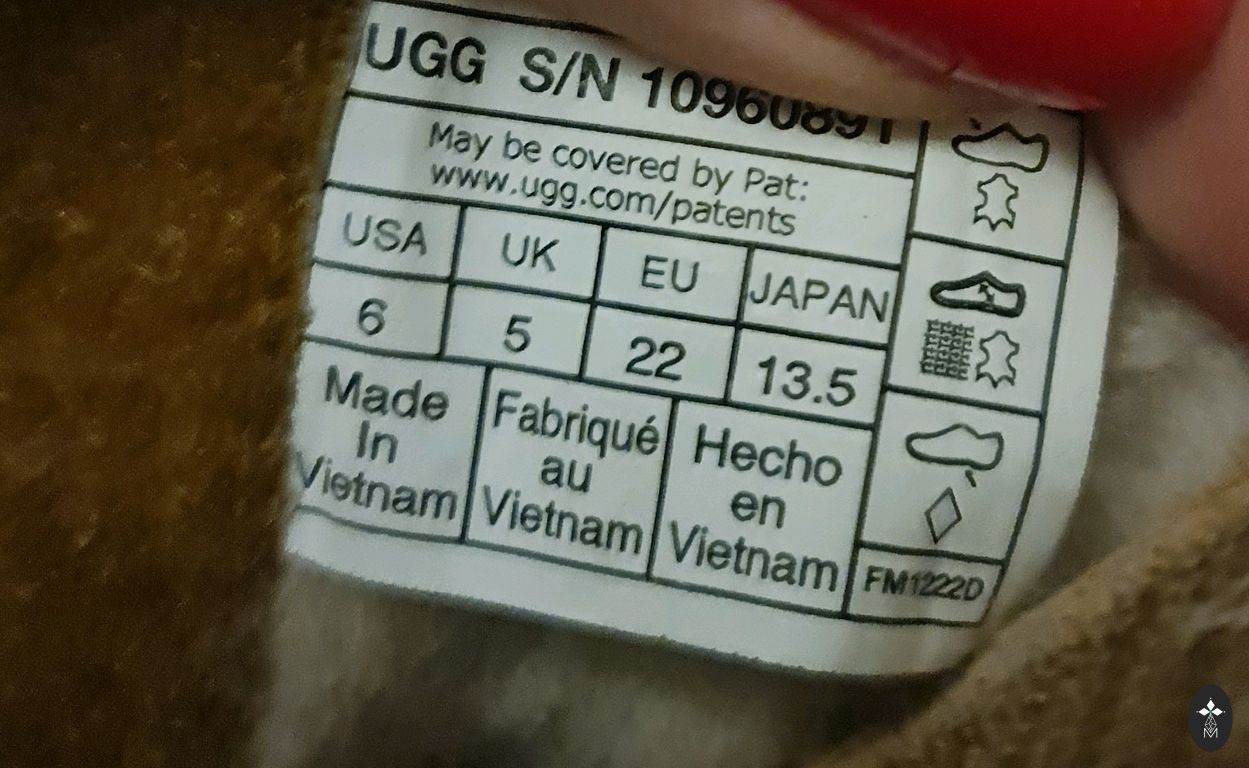 UGG S/N 1096089
May be covered by Pat:
www.ugg.com/patents
USA UK EU JAPAN
6 5 22 13.5
Made Fabriqué Hecho
In au en
Vietnam Vietnam Vietnam
FM1222D
M